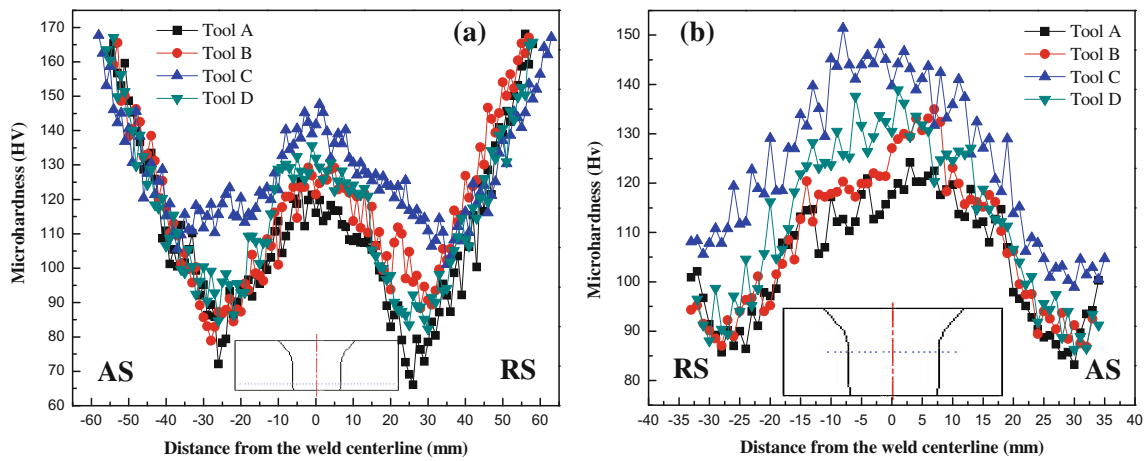 (a)
Tool A
Tool B
Tool C
Tool D
Microhardness (HV)
170
160
150
140
130
120
110
100
90
80
70
60
AS
RS
-60 -50 -40 -30 -20 -10 0 10 20 30 40 50 60
Distance from the weld centerline (mm)
(b)
Tool A
Tool B
Tool C
Tool D
Microhardness (Hv)
150
140
130
120
110
100
90
80
RS
AS
-40 -35 -30 -25 -20 -15 -10 -5 0 5 10 15 20 25 30 35 40
Distance from the weld centerline (mm)